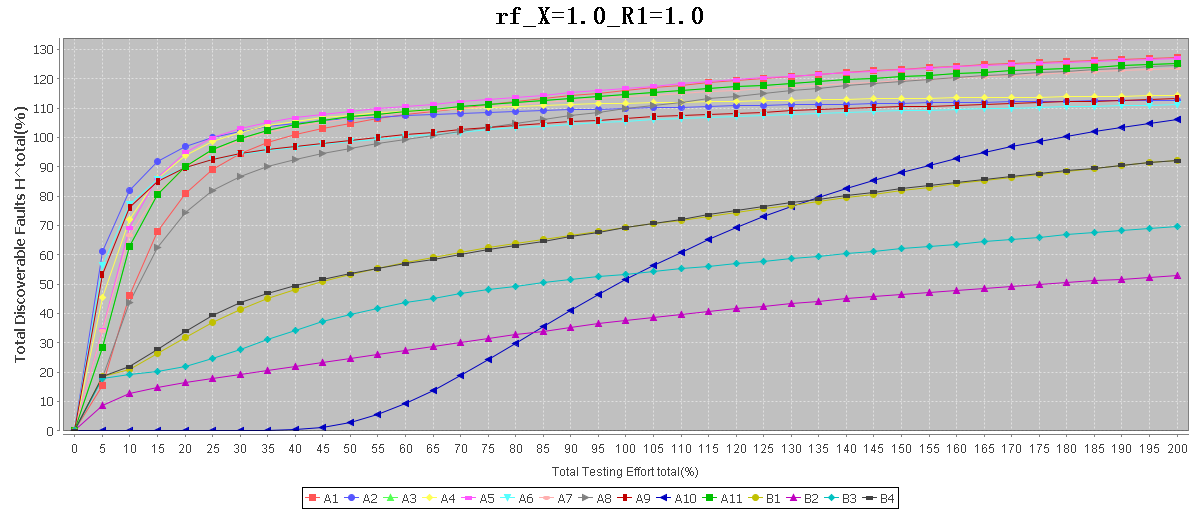 rf_X=1.0_R1=1.0
Total Discoverable Faults H^total(%)
130
120
110
100
90
80
70
60
50
40
30
20
10
0
0 5 10 15 20 25 30 35 40 45 50 55 60 65 70 75 80 85 90 95 100 105 110 115 120 125 130 135 140 145 150 155 160 165 170 175 180 185 190 195 200
Total Testing Effort total(%)
A1 A2 A3 A4 A5 A6 A7 A8 A9 A10 A11 B1 B2 B3 B4